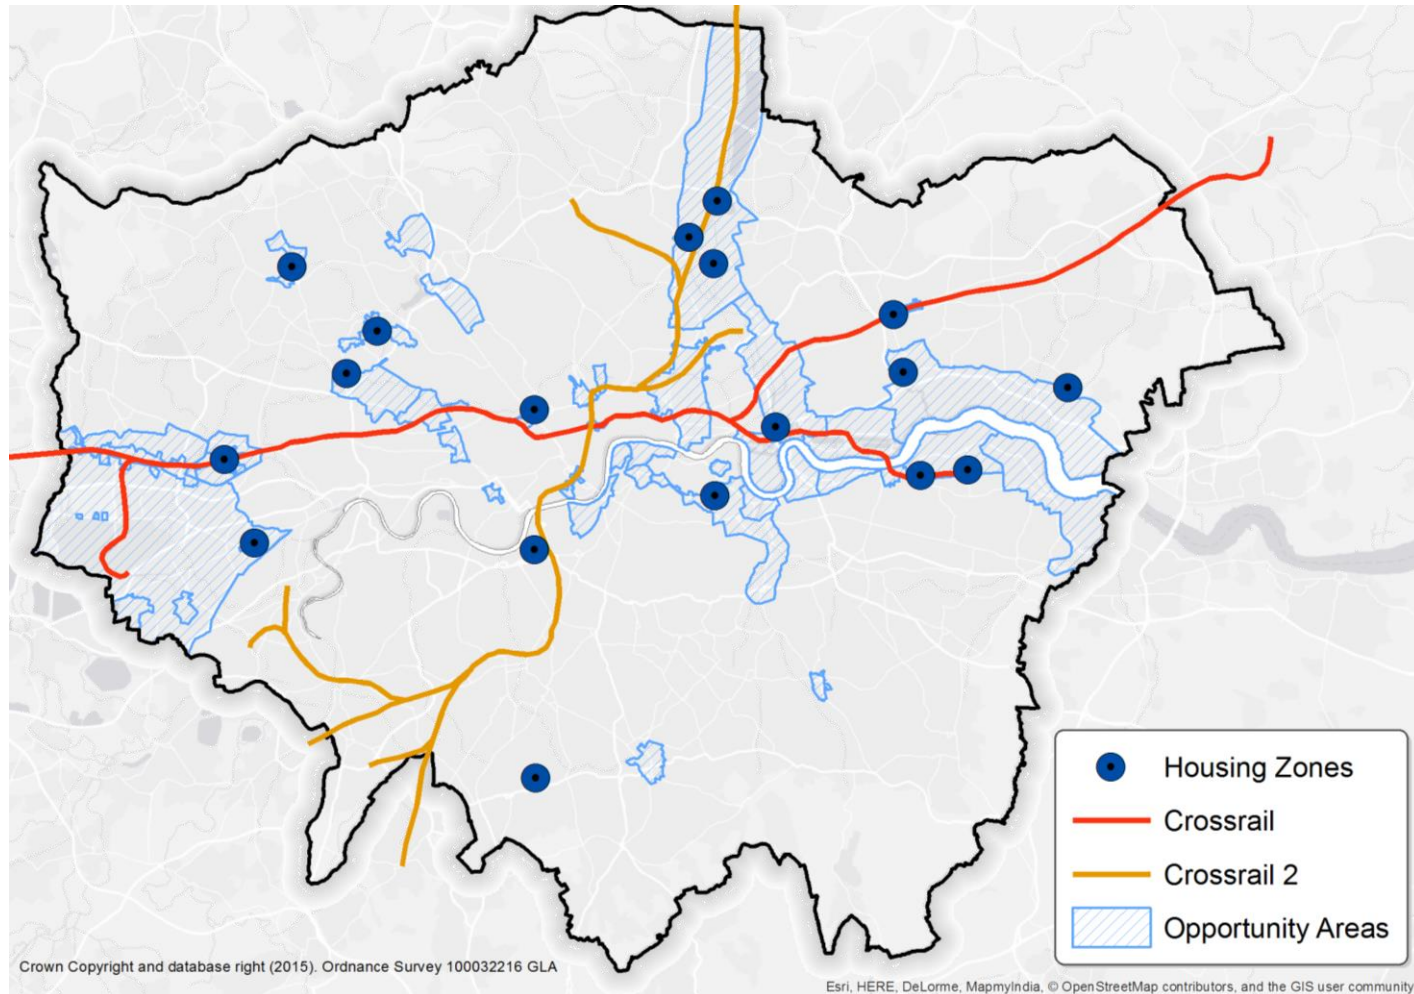 Housing Zones
Crossrail
Crossrail 2
Opportunity Areas
Crown Copyright and database right (2015). Ordnance Survey 100032216 GLA
Esri, HERE, DeLorme, MapmyIndia, © OpenStreetMap contributors, and the GIS user community